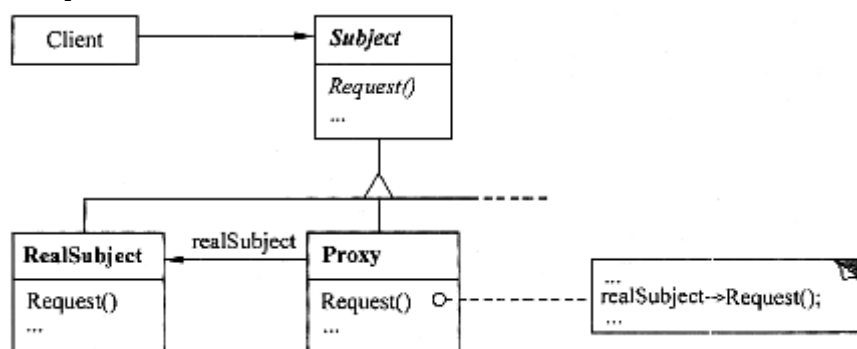 Client
Subject
Request()
...
realSubject
RealSubject
Request()
...
Proxy
Request()
...
...
realSubject->Request();
...